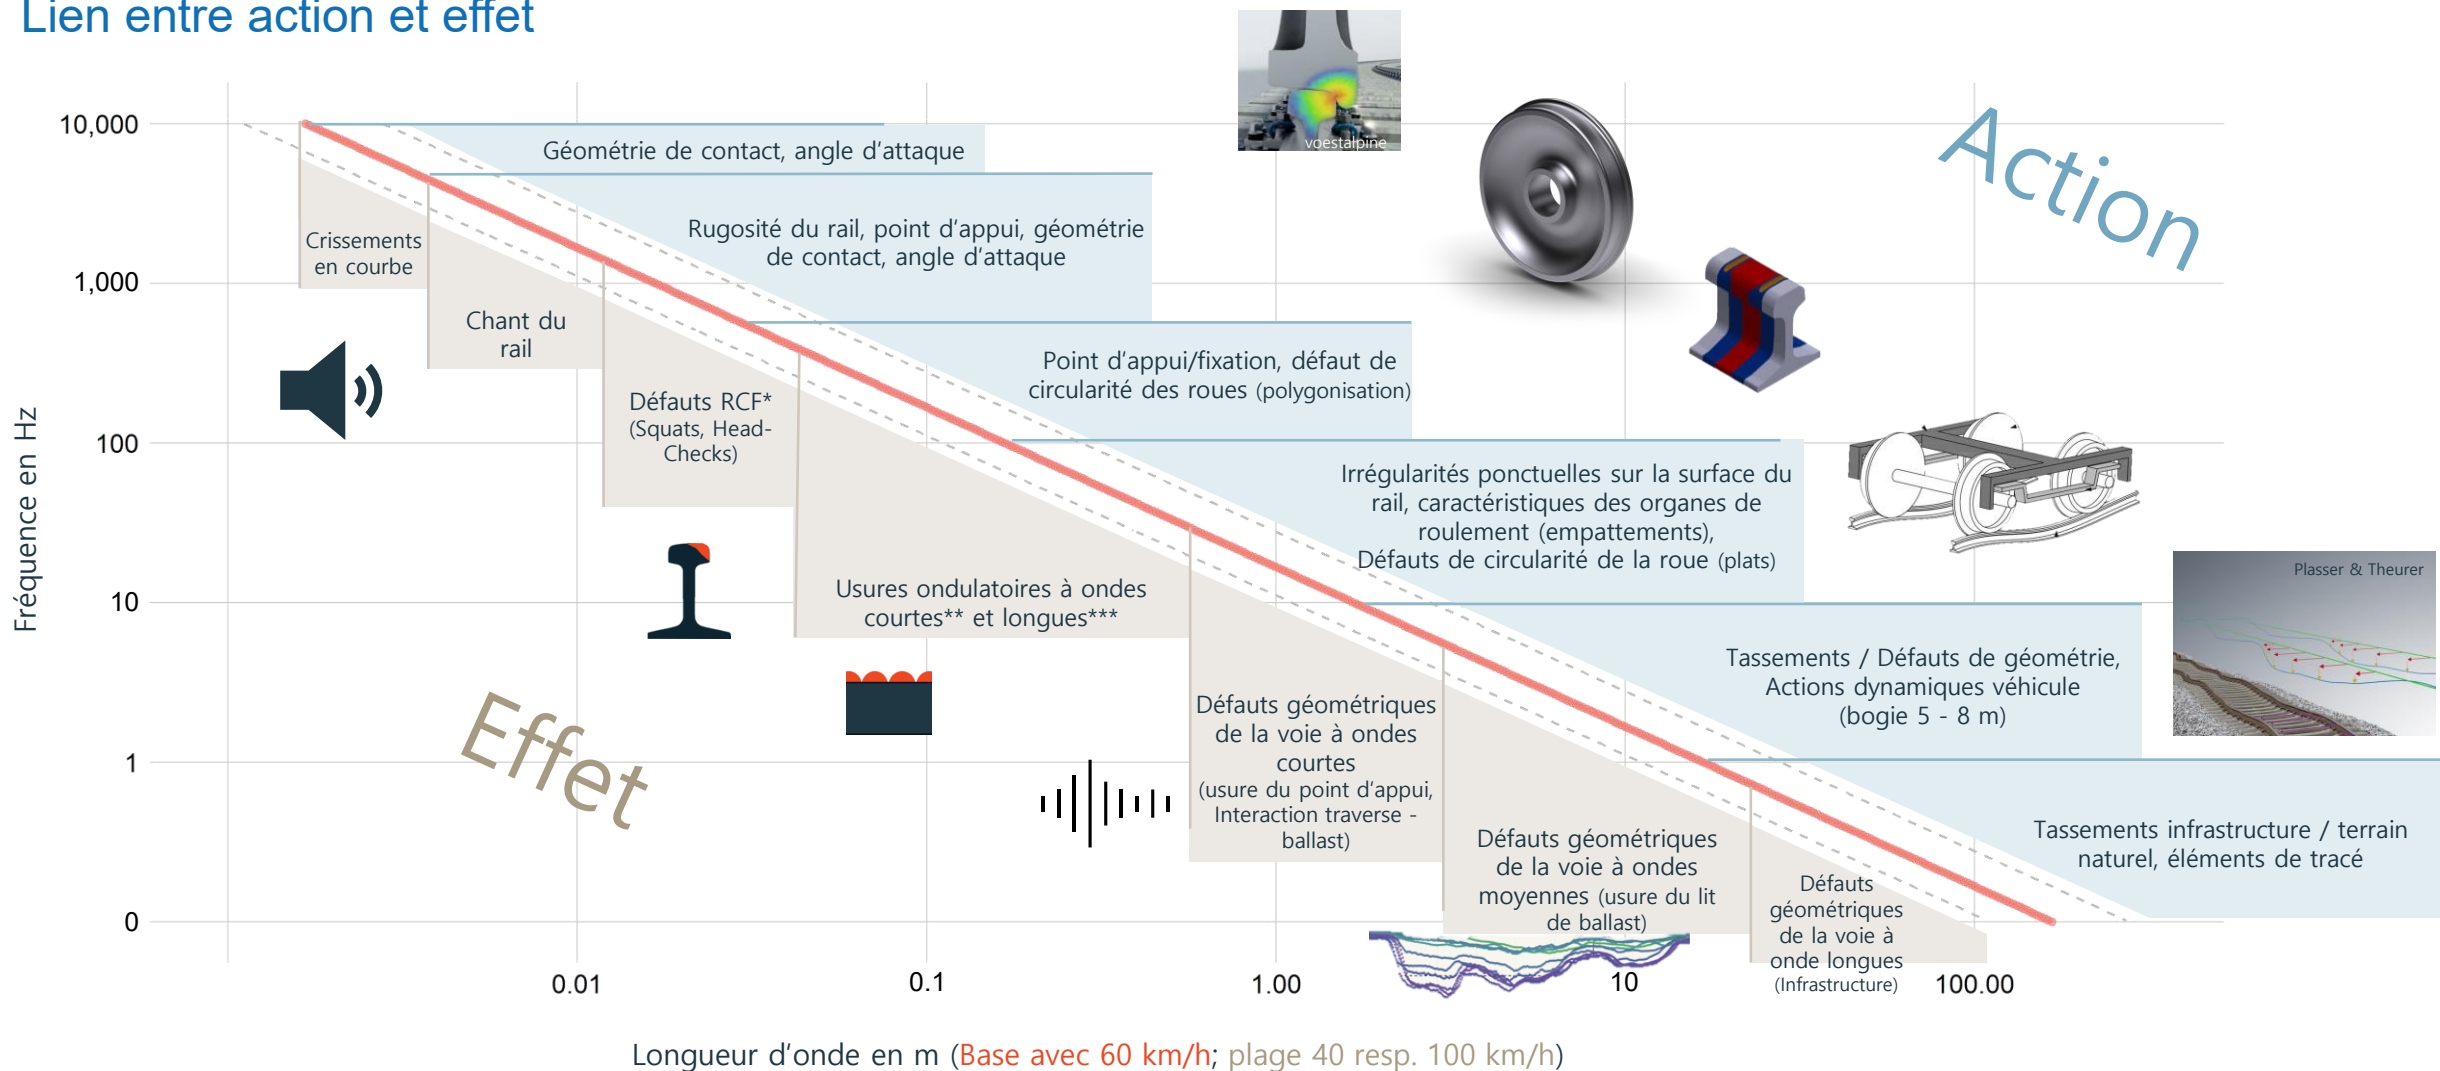 Lien entre action et effet
voestalpine
Action
10,000
Géométrie de contact, angle d'attaque
Rugosité du rail, point d'appui, géométrie
de contact, angle d'attaque
Crissements
en courbe
1,000
Chant du
rail
Point d'appui/fixation, défaut de
circularité des roues (polygonisation)
Défauts RCF*
(Squats, Head-
Checks)
100
Fréquence en Hz
Irrégularités ponctuelles sur la surface du
rail, caractéristiques des organes de
roulement (empattements),
Défauts de circularité de la roue (plats)
Plasser & Theurer
10
Usures ondulatoires à ondes
courtes** et longues***
Tassements / Défauts de géométrie,
Actions dynamiques véhicule
(bogie 5 - 8 m)
Effet
Défauts géométriques
de la voie à ondes
courtes
(usure du point d'appui,
Interaction traverse -
ballast)
1
Tassements infrastructure / terrain
naturel, éléments de tracé
Défauts géométriques
de la voie à ondes
moyennes (usure du lit
de ballast)
Défauts
géométriques
de la voie à
onde longues
(Infrastructure)
0
0.01
0.1
1.00
10
100.00
Longueur d'onde en m (Base avec 60 km/h; plage 40 resp. 100 km/h)